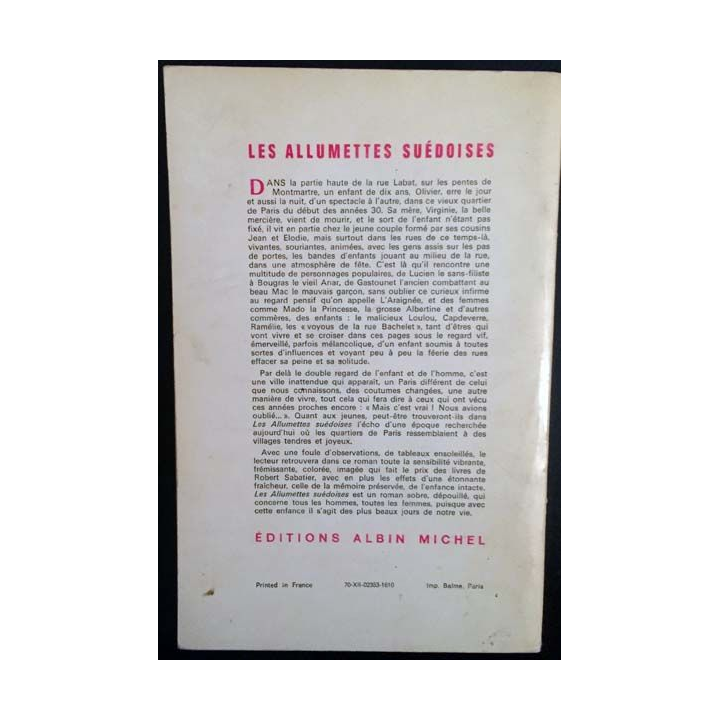 LES ALLUMETTES SUÉDOISES
DANS la partie haute de la rue Labat, sur les pentes de
Montmartre, un enfant de dix ans, Olivier, erre le jour
et aussi la nuit, d'un spectacle à l'autre, dans ce vieux quartier
de Paris du début des années 30. Sa mère, Virginie, la belle
mercière, vient de mourir, et le sort de l'enfant n'étant pas
fixé, il vit en partie chez le jeune couple formé par ses cousins
Jean et Elodie, mais surtout dans les rues de ce temps-là,
vivantes, souriantes, animées, avec les gens assis sur les pas
de portes, les bandes d'enfants jouant au milieu de la rue,
dans une atmosphère de fête. C'est là qu'il rencontre une
multitude de personnages populaires, de Lucien le sans-filiste
à Bougras le vieil Anar, de Gastounet l'ancien combattant au
beau Mac le mauvais garçon, sans oublier ce curieux infirme
au regard pensif qu'on appelle L'Araignée, et des femmes
comme Mado la Princesse, la grosse Albertine et d'autres
commères, des enfants : le malicieux Loulou, Capdeverre,
Ramélie, les « voyous de la rue Bachelet », tant d'êtres qui
vont vivre et se croiser dans ces pages sous le regard vif,
émerveillé, parfois mélancolique, d'un enfant soumis à toutes
sortes d'influences et voyant peu à peu la féerie des rues
effacer sa peine et sa solitude.
Par delà le double regard de l'enfant et de l'homme, c'est
une ville inattendue qui apparaît, un Paris différent de celui
que nous connaissons, des coutumes changées, une autre
manière de vivre, tout cela qui fera dire à ceux qui ont vécu
ces années proches encore : « Mais c'est vrai ! Nous avions
oublié... ». Quant aux jeunes, peut-être trouveront-ils dans
Les Allumettes suédoises l'écho d'une époque recherchée
aujourd'hui où les quartiers de Paris ressemblaient à des
villages tendres et joyeux.
Avec une foule d'observations, de tableaux ensoleillés, le
lecteur retrouvera dans ce roman toute la sensibilité vibrante,
frémissante, colorée, imagée qui fait le prix des livres de
Robert Sabatier, avec en plus les effets d'une étonnante
fraîcheur, celle de la mémoire préservée, de l'enfance intacte.
Les Allumettes suédoises est un roman sobre, dépouillé, qui
concerne tous les hommes, toutes les femmes, puisque avec
cette enfance il s'agit des plus beaux jours de notre vie.
ÉDITIONS ALBIN MICHEL
Printed in France 70-XII-02353-1610 Imp. Balme, Paris